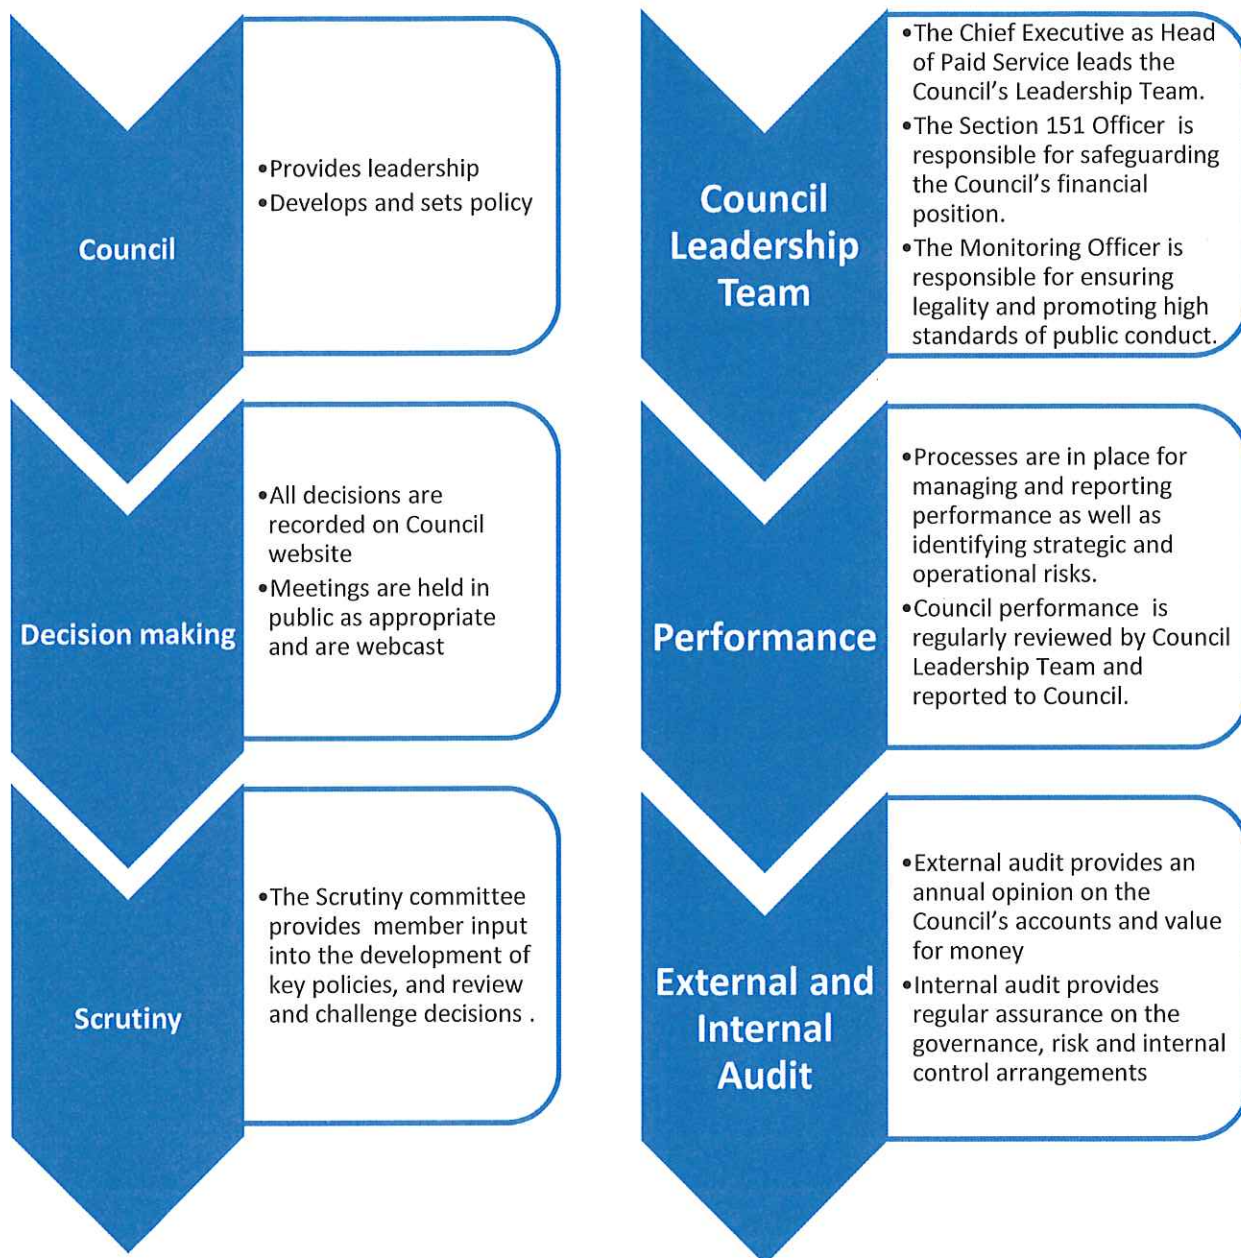 Council
•Provides leadership
•Develops and sets policy
Decision making
•All decisions are
recorded on Council
website
•Meetings are held in
public as appropriate
and are webcast
Scrutiny
•The Scrutiny committee
provides member input
into the development of
key policies, and review
and challenge decisions .
Council
Leadership
Team
•The Chief Executive as Head
of Paid Service leads the
Council’s Leadership Team.
•The Section 151 Officer is
responsible for safeguarding
the Council’s financial
position.
•The Monitoring Officer is
responsible for ensuring
legality and promoting high
standards of public conduct.
Performance
•Processes are in place for
managing and reporting
performance as well as
identifying strategic and
operational risks.
•Council performance is
regularly reviewed by Council
Leadership Team and
reported to Council.
External and
Internal
Audit
•External audit provides an
annual opinion on the
Council’s accounts and value
for money
•Internal audit provides
regular assurance on the
governance, risk and internal
control arrangements